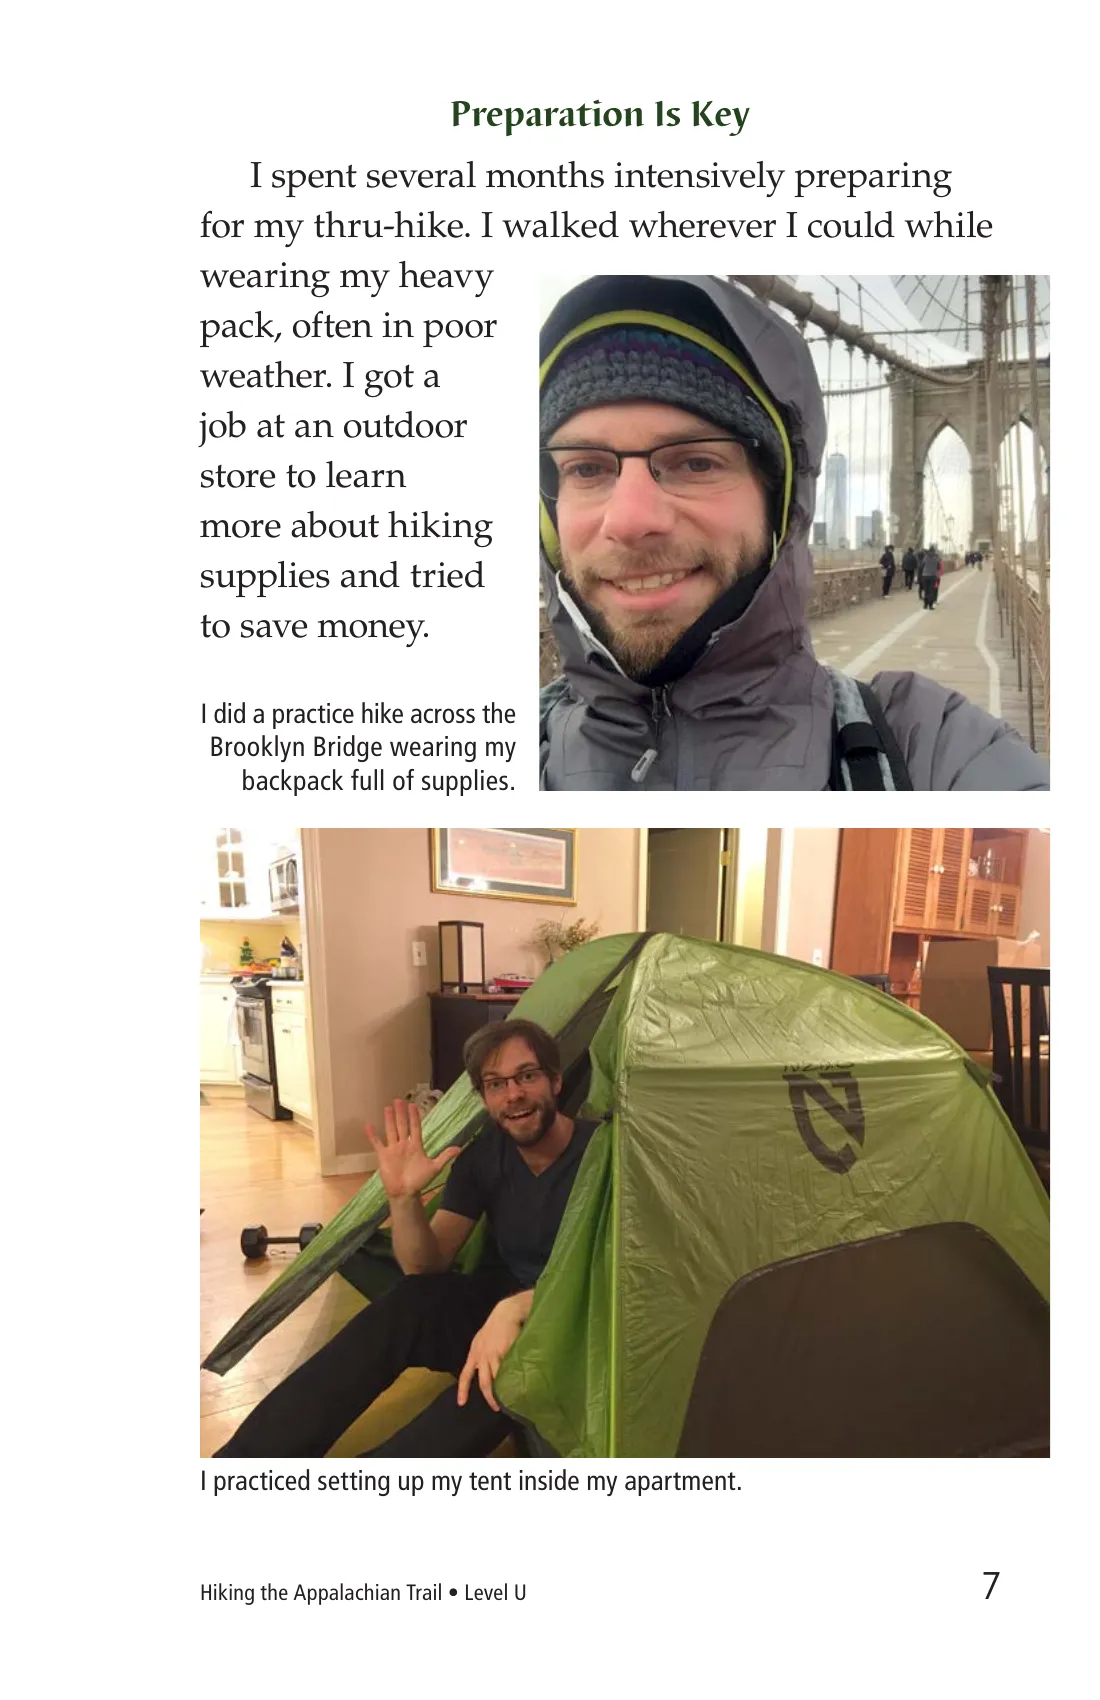 Preparation Is Key
I spent several months intensively preparing
for my thru-hike. I walked wherever I could while
wearing my heavy
pack, often in poor
weather. I got a
job at an outdoor
store to learn
more about hiking
supplies and tried
to save money.
I did a practice hike across the
Brooklyn Bridge wearing my
backpack full of supplies.
I practiced setting up my tent inside my apartment.
Hiking the Appalachian Trail • Level U
7